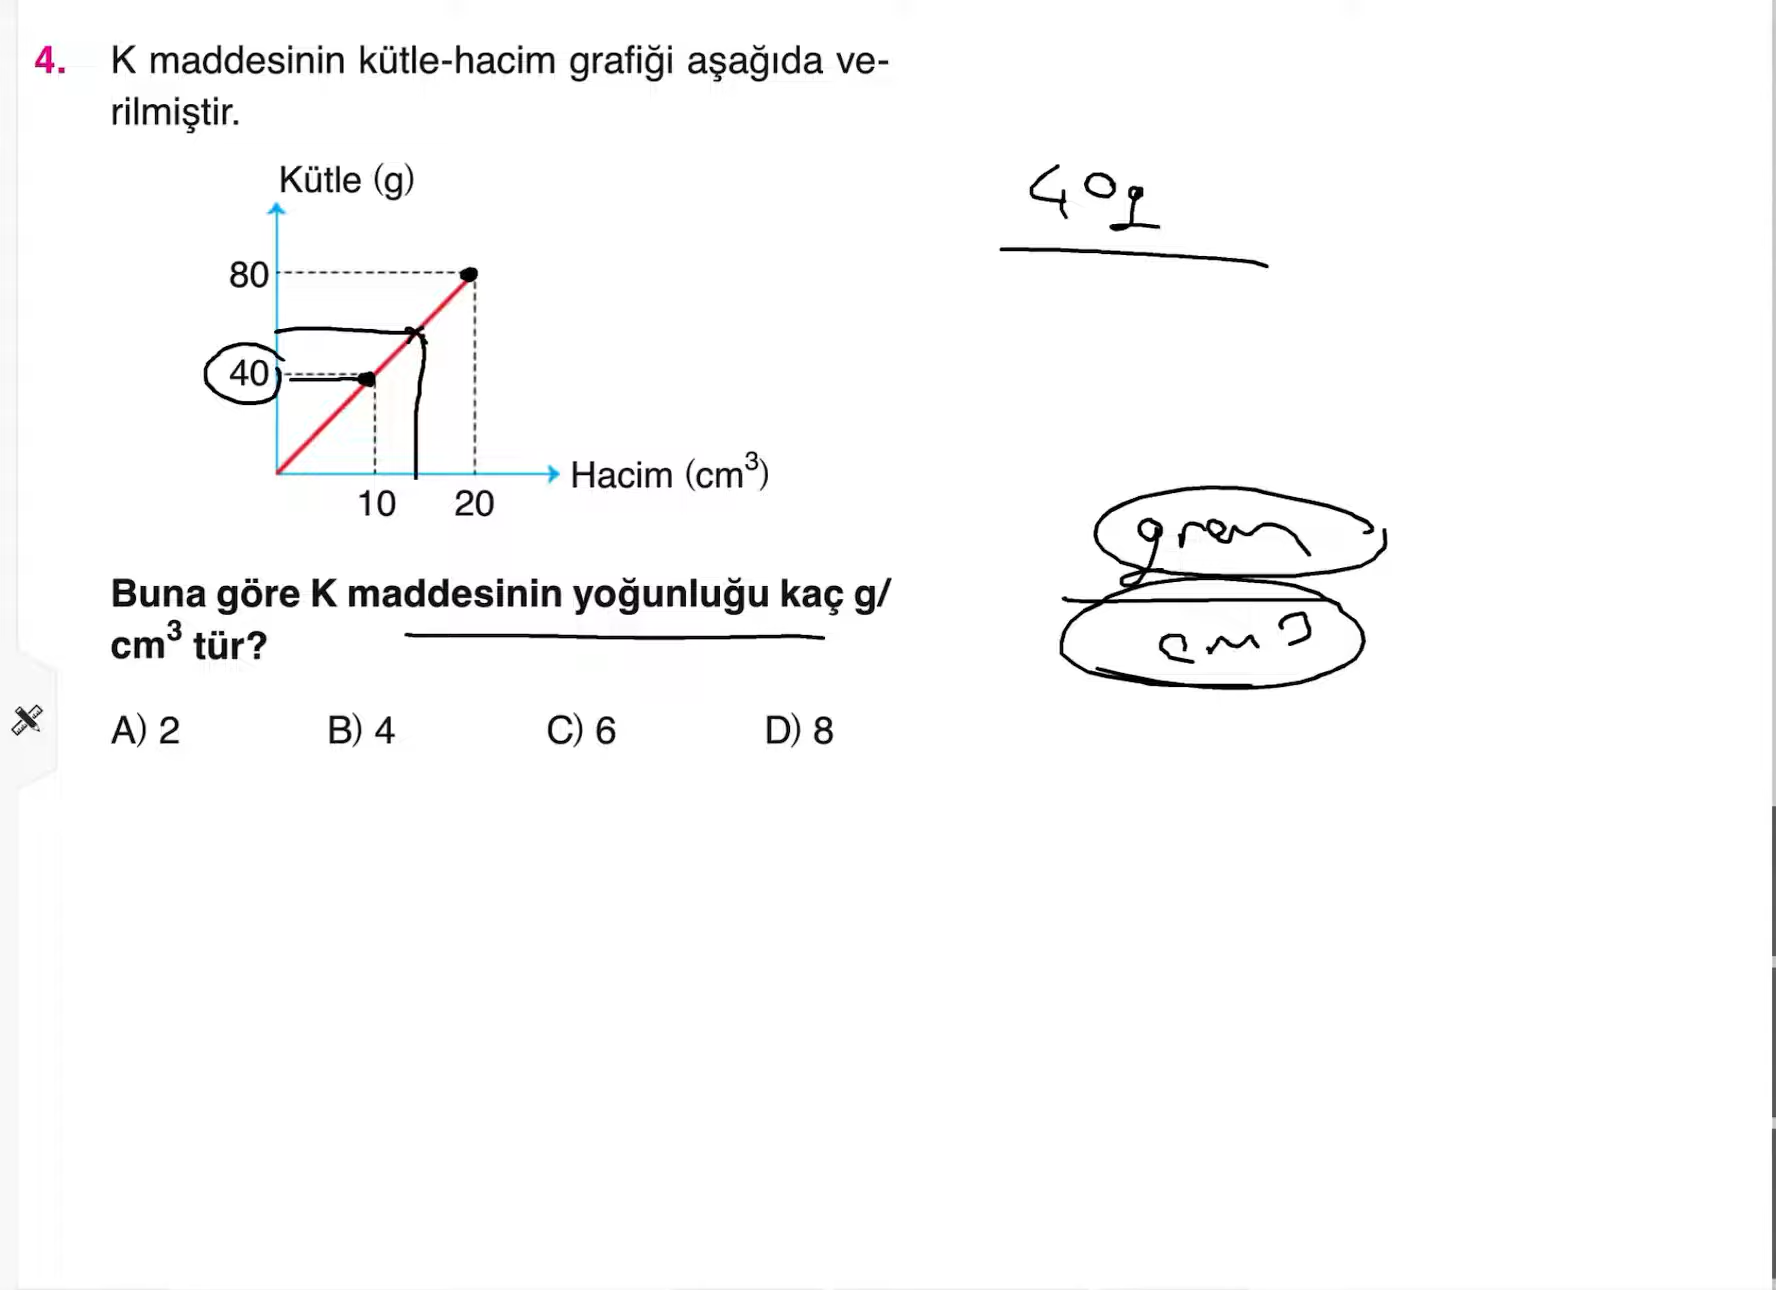 4. K maddesinin kütle-hacim grafiği aşağıda ve-
rilmiştir.
Kütle (g)
80
40
10 20
Hacim (cm³)
40g
gram
cm³
Buna göre K maddesinin yoğunluğu kaç g/
cm³ tür?
A) 2 B) 4 C) 6 D) 8